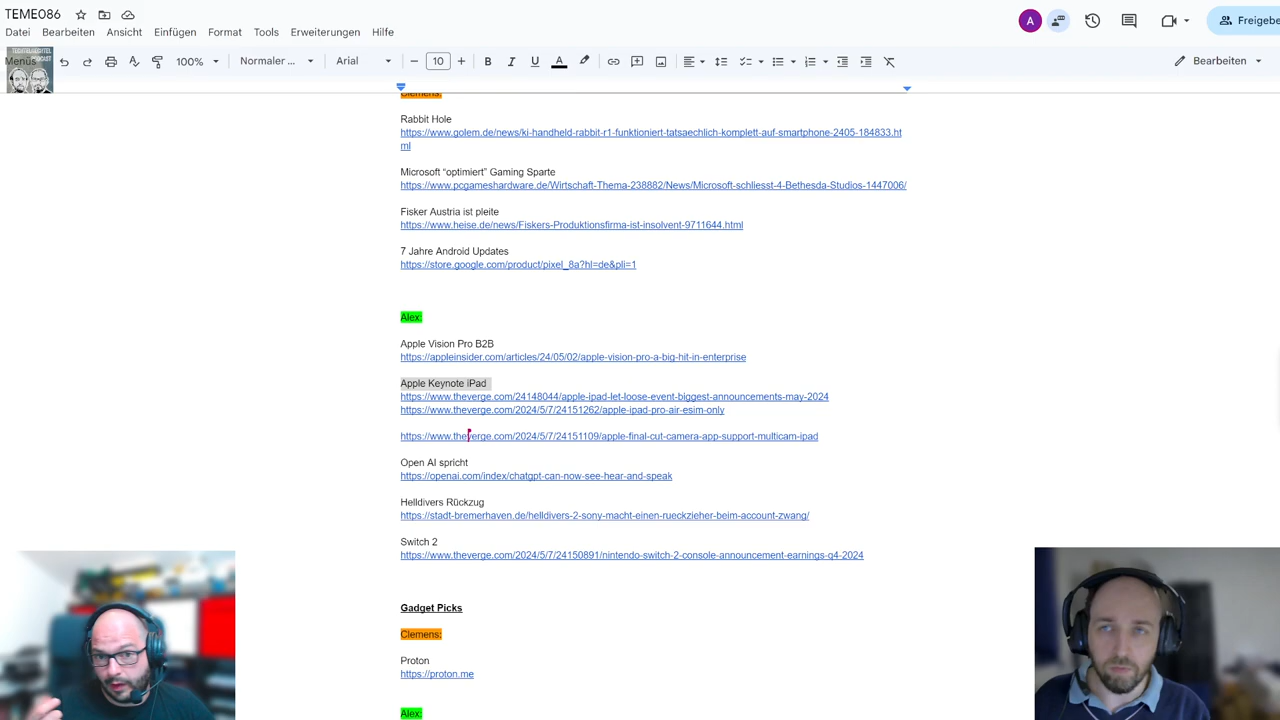 TEME086
Datei Bearbeiten Ansicht Einfügen Format Tools Erweiterungen Hilfe
A
Freigebe
Menüs
100% Normaler ... Arial 10 B I U A Bearbeiten
Clemens:
Rabbit Hole
https://www.golem.de/news/ki-handheld-rabbit-r1-funktioniert-tatsaechlich-komplett-auf-smartphone-2405-184833.ht
ml
Microsoft “optimiert” Gaming Sparte
https://www.pcgameshardware.de/Wirtschaft-Thema-238882/News/Microsoft-schliesst-4-Bethesda-Studios-1447006/
Fisker Austria ist pleite
https://www.heise.de/news/Fiskers-Produktionsfirma-ist-insolvent-9711644.html
7 Jahre Android Updates
https://store.google.com/product/pixel_8a?hl=de&pli=1
Alex:
Apple Vision Pro B2B
https://appleinsider.com/articles/24/05/02/apple-vision-pro-a-big-hit-in-enterprise
Apple Keynote iPad
https://www.theverge.com/24148044/apple-ipad-let-loose-event-biggest-announcements-may-2024
https://www.theverge.com/2024/5/7/24151262/apple-ipad-pro-air-esim-only
https://www.theverge.com/2024/5/7/24151109/apple-final-cut-camera-app-support-multicam-ipad
Open AI spricht
https://openai.com/index/chatgpt-can-now-see-hear-and-speak
Helldivers Rückzug
https://stadt-bremerhaven.de/helldivers-2-sony-macht-einen-rueckzieher-beim-account-zwang/
Switch 2
https://www.theverge.com/2024/5/7/24150891/nintendo-switch-2-console-announcement-earnings-q4-2024
Gadget Picks
Clemens:
Proton
https://proton.me
Alex: